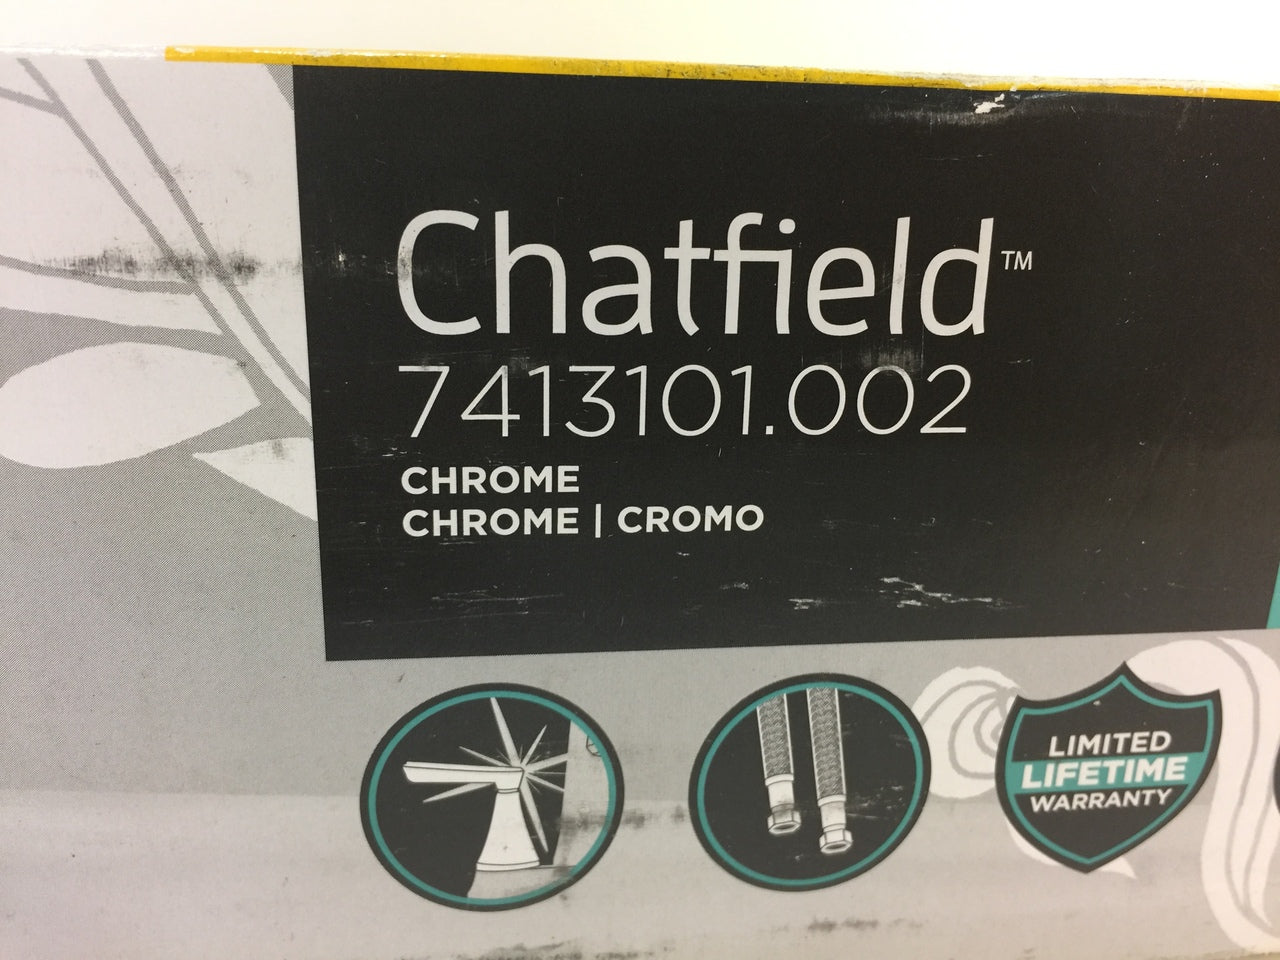 Chatfield™
7413101.002
CHROME
CHROME | CROMO
LIMITED
LIFETIME
WARRANTY